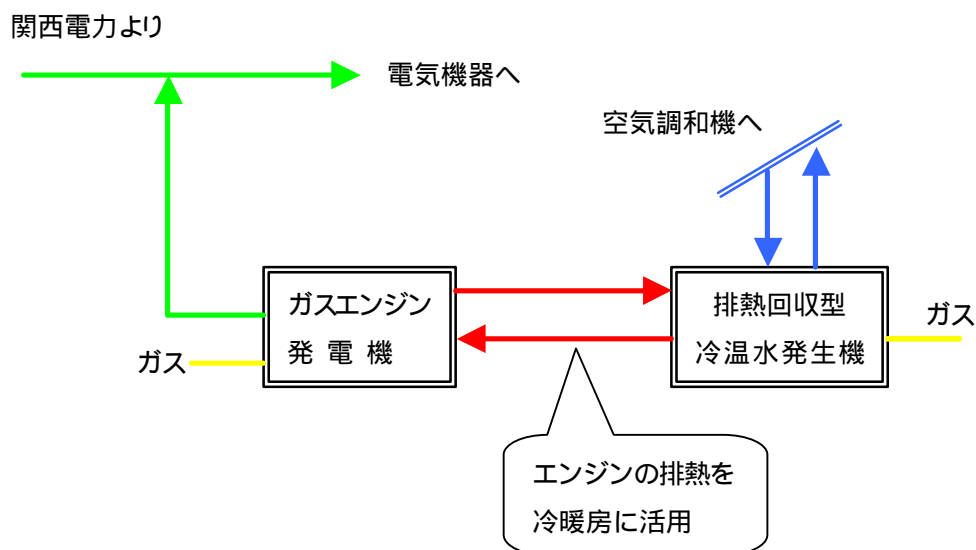 関西電力より
電気機器へ
空気調和機へ
ガスエンジン
発 電 機
排熱回収型
冷温水発生機
ガス
ガス
エンジンの排熱を
冷暖房に活用